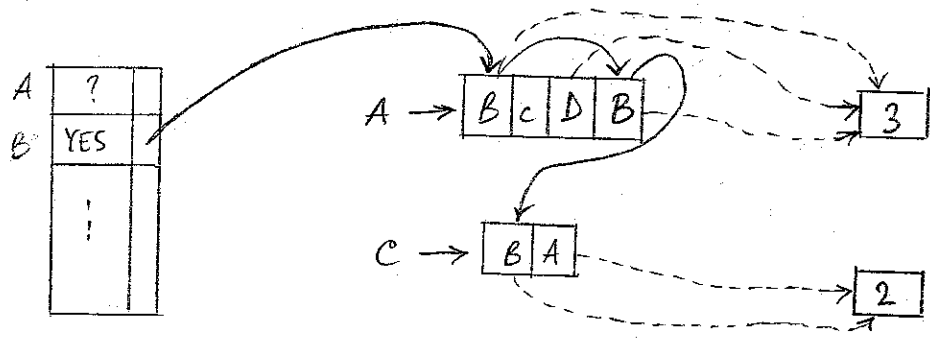 A ?
B YES
A → B C D B
3
C → B A
2